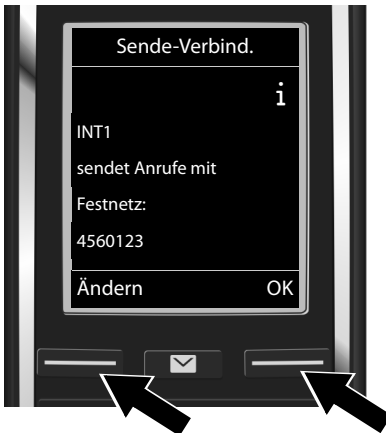 Sende-Verbind.
i
INT1
sendet Anrufe mit
Festnetz:
4560123
Ändern OK